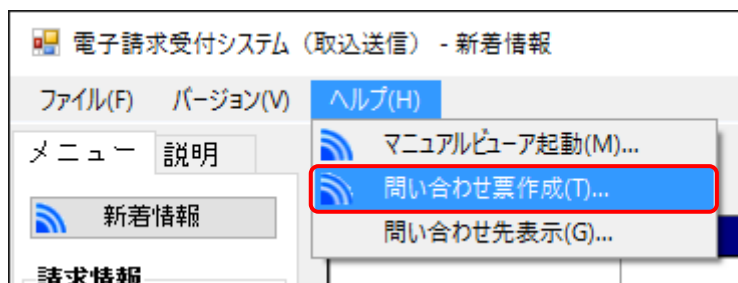 電子請求受付システム（取込送信） - 新着情報
ファイル(F) バージョン(V) ヘルプ(H)
マニュアルビューア起動(M)...
問い合わせ票作成(T)...
問い合わせ先表示(G)...
メニュー 説明
新着情報
請求情報